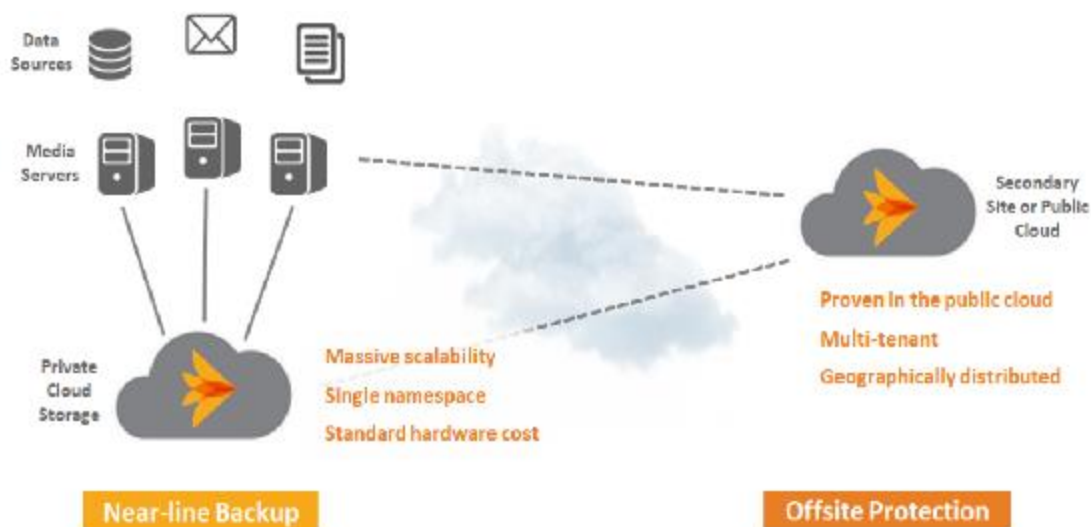 Data
Sources
Media
Servers
Secondary
Site or Public
Cloud
Proven in the public cloud
Multi-tenant
Geographically distributed
Private
Cloud
Storage
Massive scalability
Single namespace
Standard hardware cost
Near-line Backup
Offsite Protection